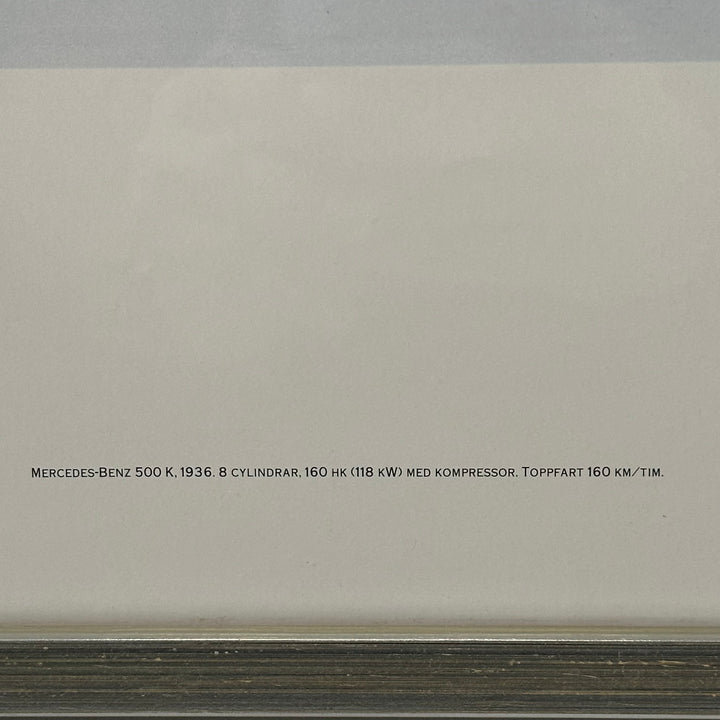 Mercedes-Benz 500 K, 1936. 8 cylindrar, 160 hk (118 kW) med kompressor. Toppfart 160 km/tim.